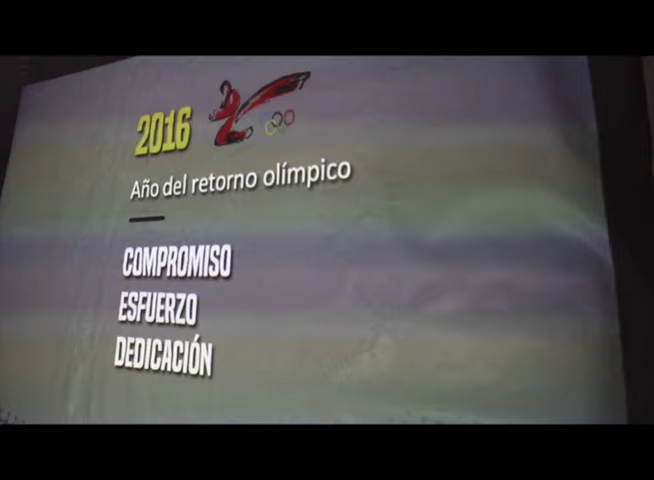 2016
Año del retorno olímpico
COMPROMISO
ESFUERZO
DEDICACIÓN